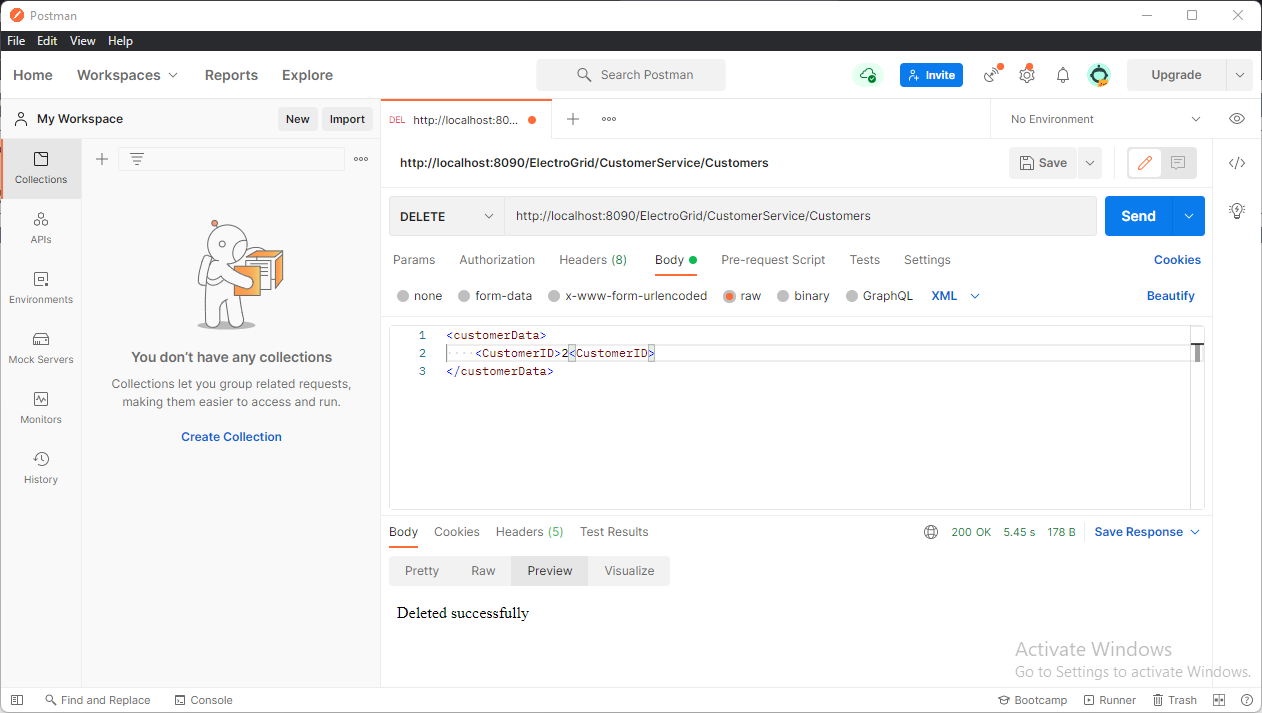 Postman
File Edit View Help
Home Workspaces Reports Explore Search Postman Invite Upgrade
My Workspace New Import DEL http://localhost:80... No Environment
Collections
APIs
Environments
Mock Servers
Monitors
History
You don't have any collections
Collections let you group related requests,
making them easier to access and run.
Create Collection
http://localhost:8090/ElectroGrid/CustomerService/Customers Save
DELETE http://localhost:8090/ElectroGrid/CustomerService/Customers Send
Params Authorization Headers (8) Body Pre-request Script Tests Settings Cookies
none form-data x-www-form-urlencoded raw binary GraphQL XML Beautify
1 <customerData>
2 ····<CustomerID>2<CustomerID>
3 </customerData>
Body Cookies Headers (5) Test Results 200 OK 5.45 s 178 B Save Response
Pretty Raw Preview Visualize
Deleted successfully
Activate Windows
Go to Settings to activate Windows.
Find and Replace Console Bootcamp Runner Trash